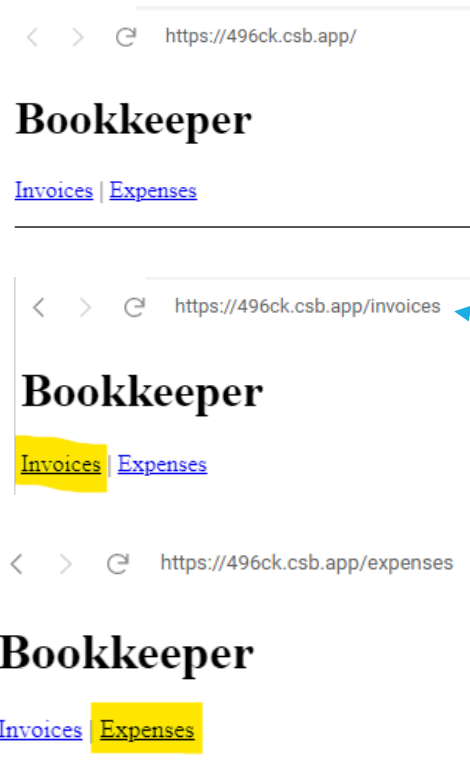 https://496ck.csb.app/
Bookkeeper
Invoices | Expenses
https://496ck.csb.app/invoices
Bookkeeper
Invoices | Expenses
https://496ck.csb.app/expenses
Bookkeeper
Invoices | Expenses